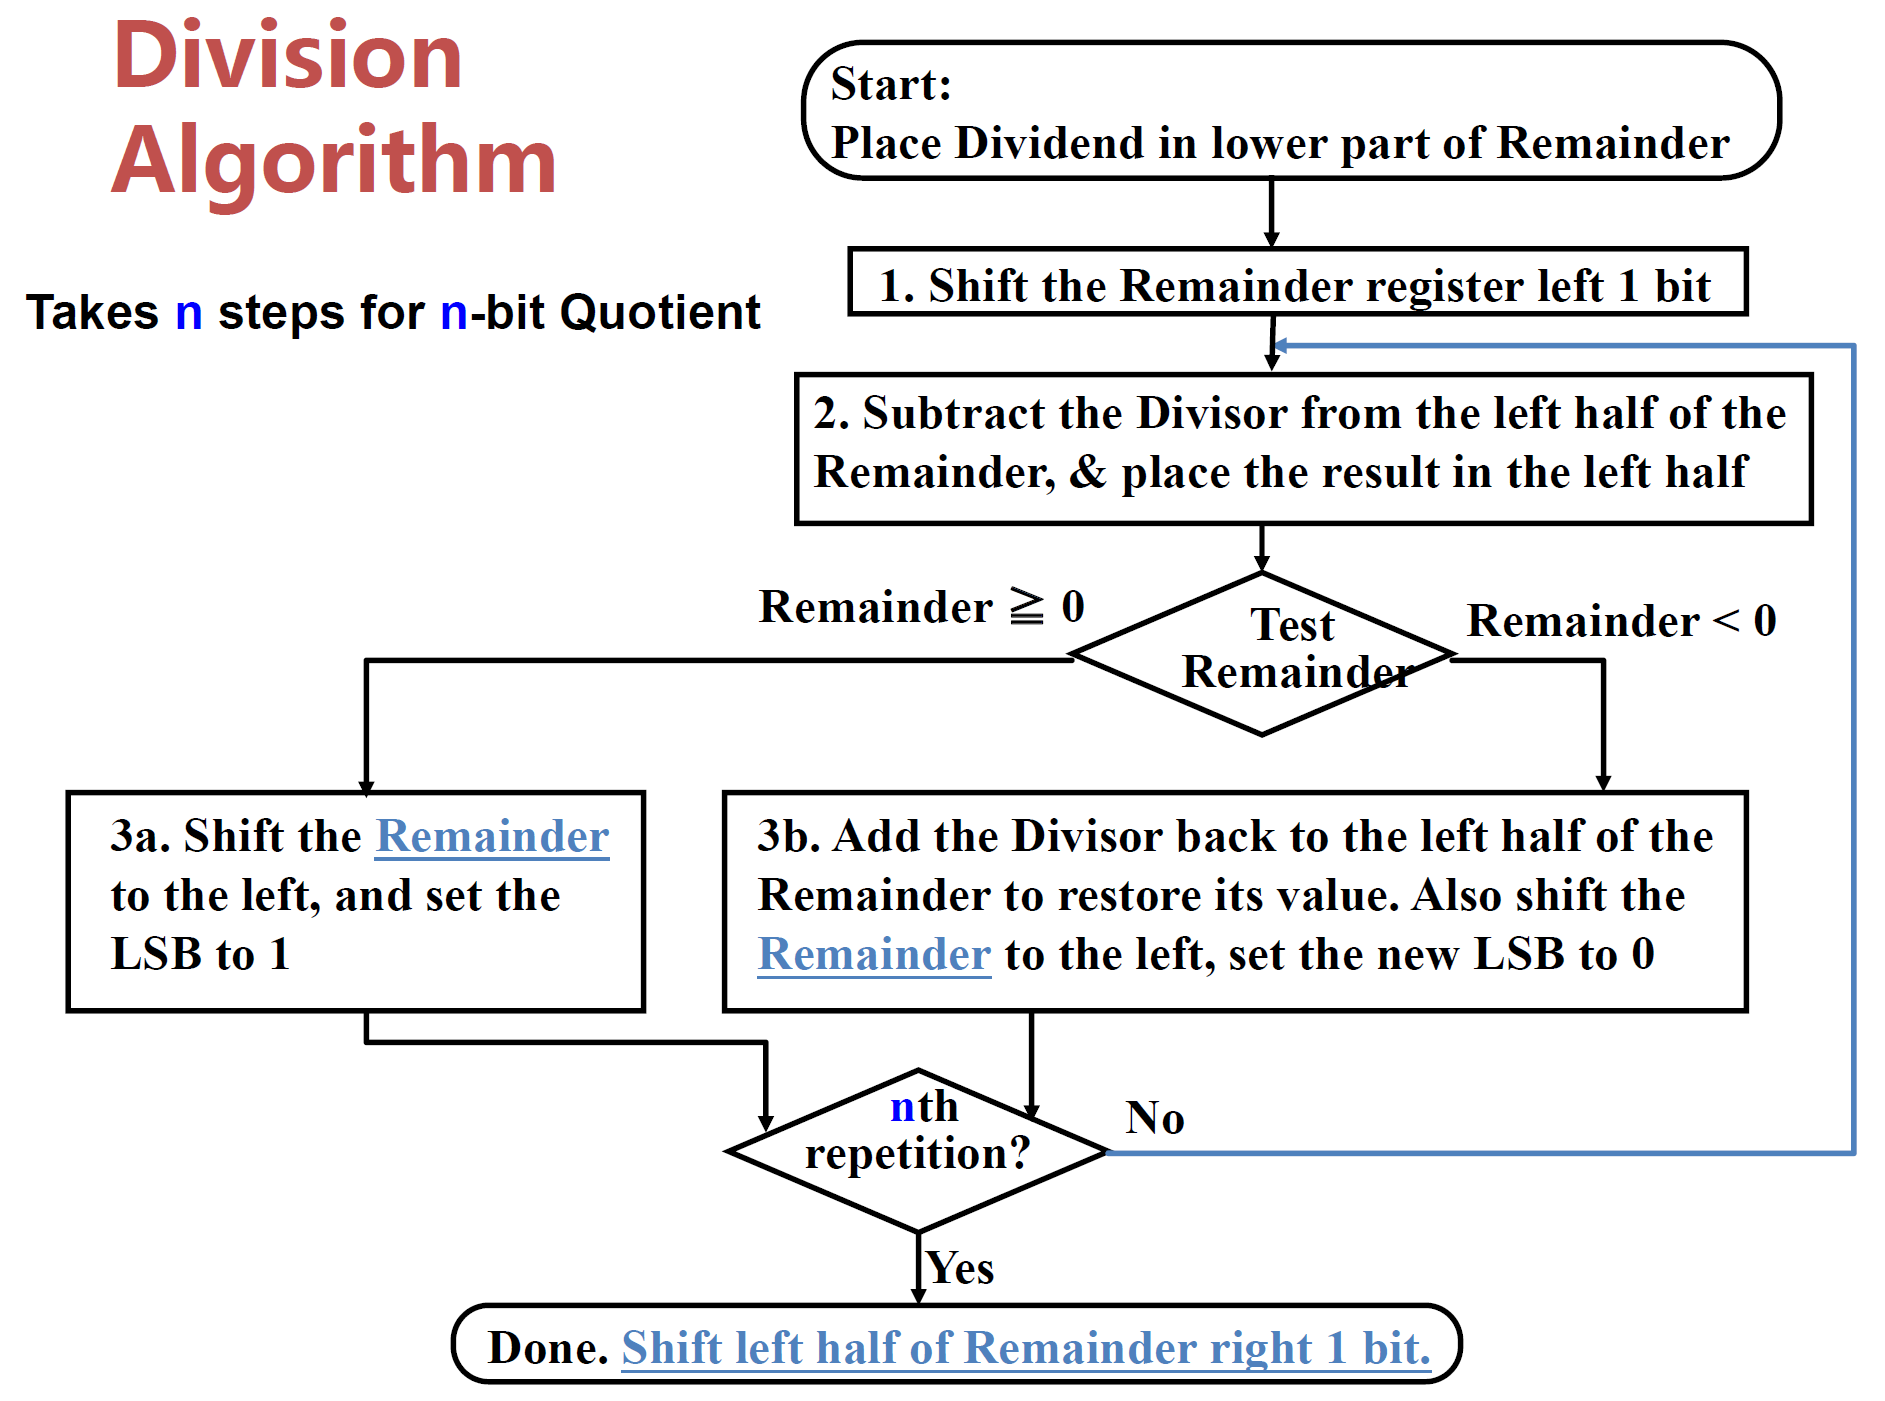 Division
Algorithm
Takes n steps for n-bit Quotient
Start:
Place Dividend in lower part of Remainder
1. Shift the Remainder register left 1 bit
2. Subtract the Divisor from the left half of the
Remainder, & place the result in the left half
Test
Remainder
Remainder ≧ 0
Remainder < 0
3a. Shift the Remainder
to the left, and set the
LSB to 1
3b. Add the Divisor back to the left half of the
Remainder to restore its value. Also shift the
Remainder to the left, set the new LSB to 0
nth
repetition?
No
Yes
Done. Shift left half of Remainder right 1 bit.